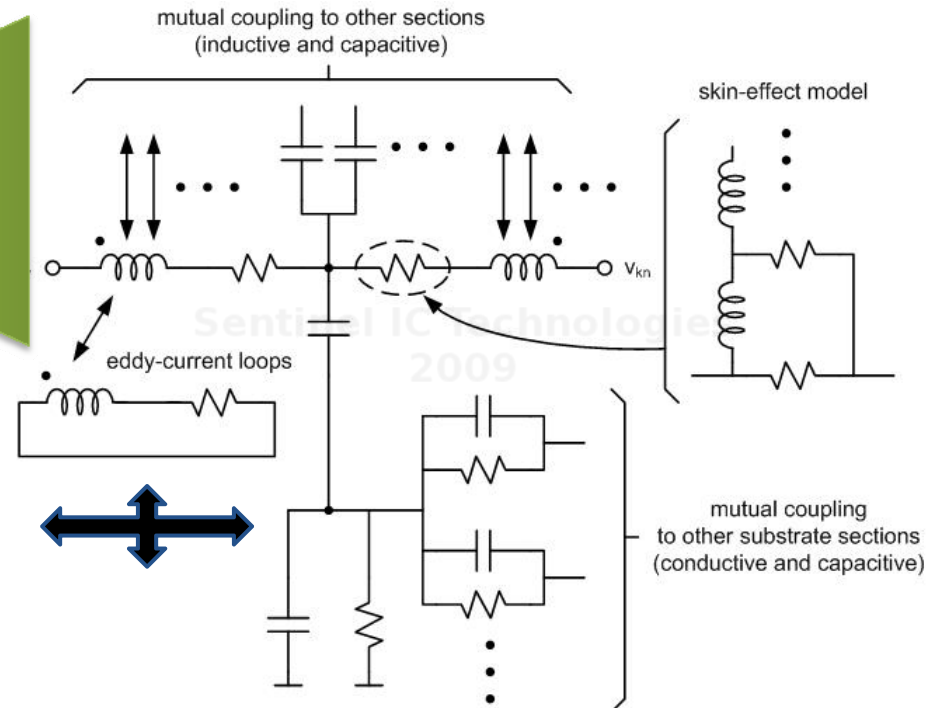 mutual coupling to other sections
(inductive and capacitive)
skin-effect model
vkn
Sentinel IC Technologies
2009
eddy-current loops
mutual coupling
to other substrate sections
(conductive and capacitive)